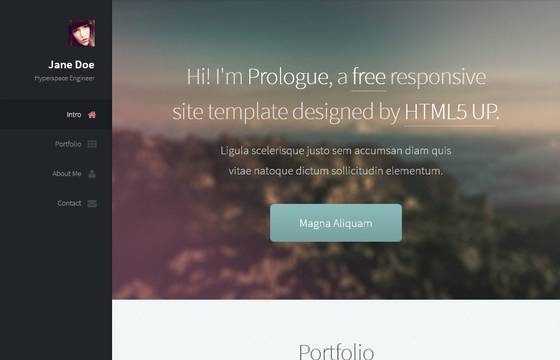 Jane Doe
Hyperspace Engineer
Intro
Portfolio
About Me
Contact
Hi! I'm Prologue, a free responsive
site template designed by HTML5 UP.
Ligula scelerisque justo sem accumsan diam quis
vitae natoque dictum sollicitudin elementum.
Magna Aliquam
Portfolio